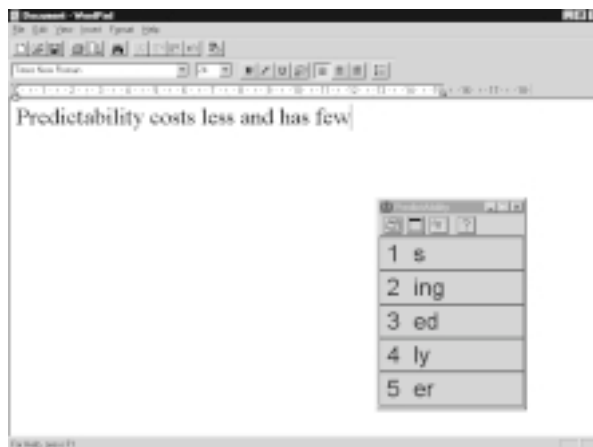 Document - WordPad
File Edit View Insert Format Help
Times New Roman
Predictability costs less and has few
1 s
2 ing
3 ed
4 ly
5 er